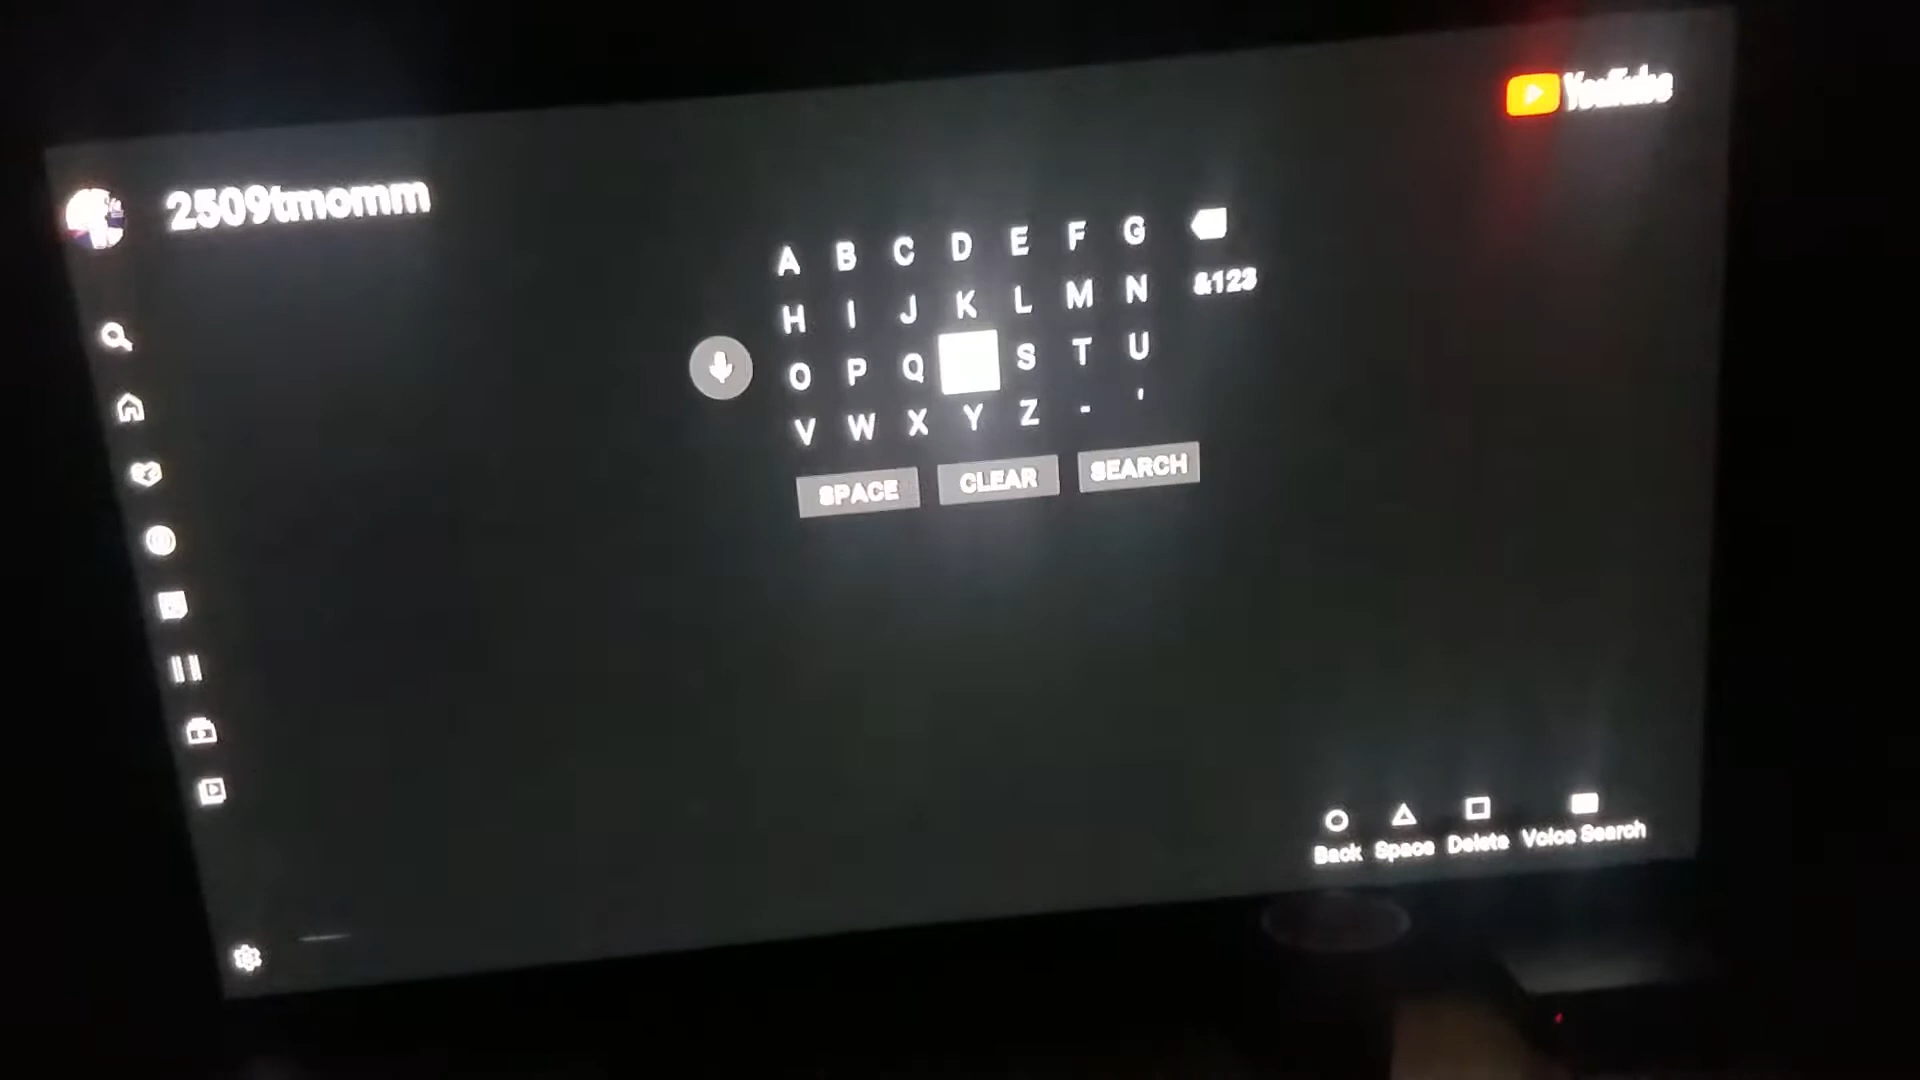 YouTube
2509tmomm
A B C D E F G
H I J K L M N &123
O P Q S T U
V W X Y Z - '
SPACE CLEAR SEARCH
Back Space Delete Voice Search